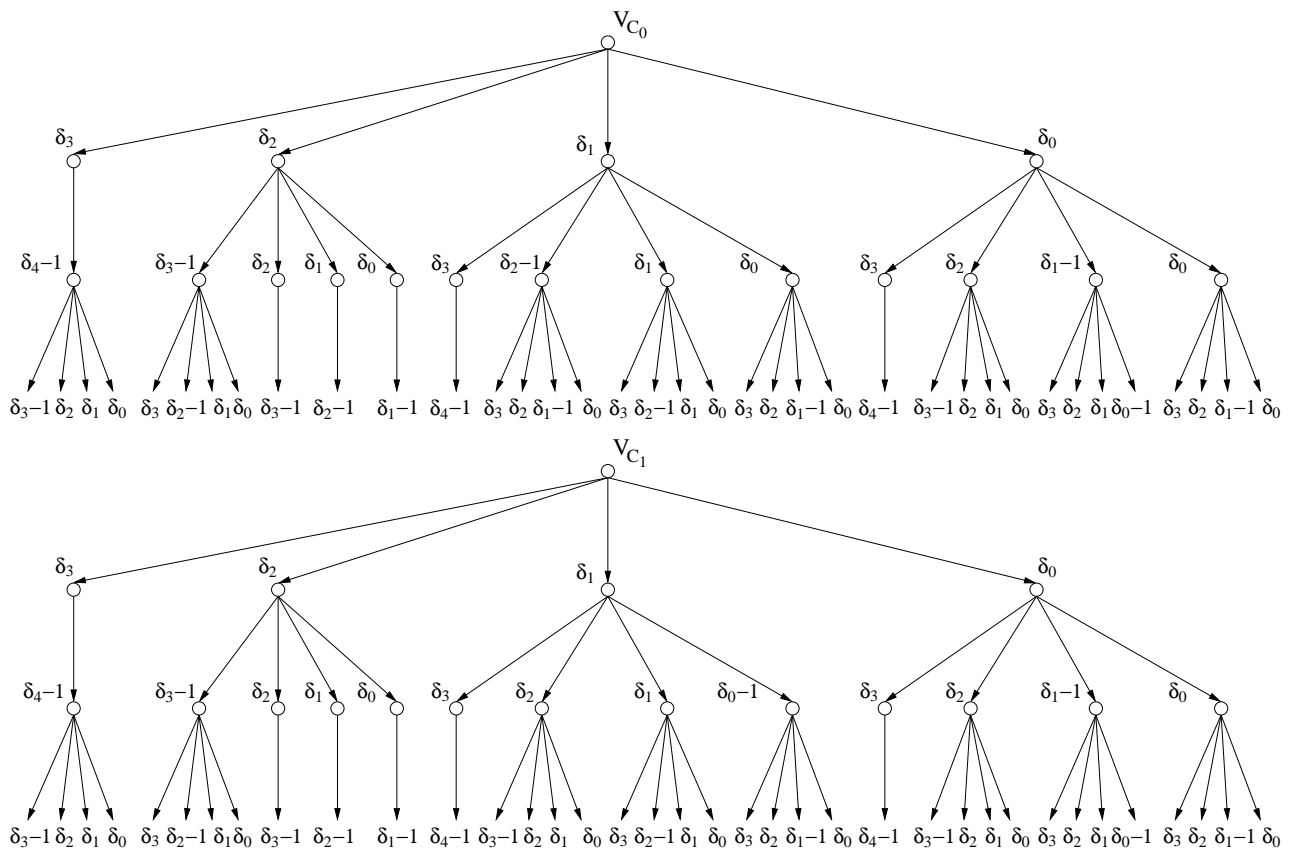 V_C₀
δ₃ δ₂ δ₁ δ₀
δ₄−1 δ₃−1 δ₂ δ₁ δ₀ δ₃ δ₂−1 δ₁ δ₀ δ₃ δ₂ δ₁−1 δ₀
δ₃−1 δ₂ δ₁ δ₀ δ₃ δ₂−1 δ₁ δ₀ δ₃−1 δ₂−1 δ₁−1 δ₄−1 δ₃ δ₂ δ₁−1 δ₀ δ₃ δ₂−1 δ₁ δ₀ δ₃ δ₂ δ₁−1 δ₀ δ₄−1 δ₃−1 δ₂ δ₁ δ₀ δ₃ δ₂ δ₁ δ₀−1 δ₃ δ₂ δ₁−1 δ₀
V_C₁
δ₃ δ₂ δ₁ δ₀
δ₄−1 δ₃−1 δ₂ δ₁ δ₀ δ₃ δ₂ δ₁ δ₀−1 δ₃ δ₂ δ₁−1 δ₀
δ₃−1 δ₂ δ₁ δ₀ δ₃ δ₂−1 δ₁ δ₀ δ₃−1 δ₂−1 δ₁−1 δ₄−1 δ₃−1 δ₂ δ₁ δ₀ δ₃ δ₂−1 δ₁ δ₀ δ₃ δ₂ δ₁−1 δ₀ δ₄−1 δ₃−1 δ₂ δ₁ δ₀ δ₃ δ₂ δ₁ δ₀−1 δ₃ δ₂ δ₁−1 δ₀